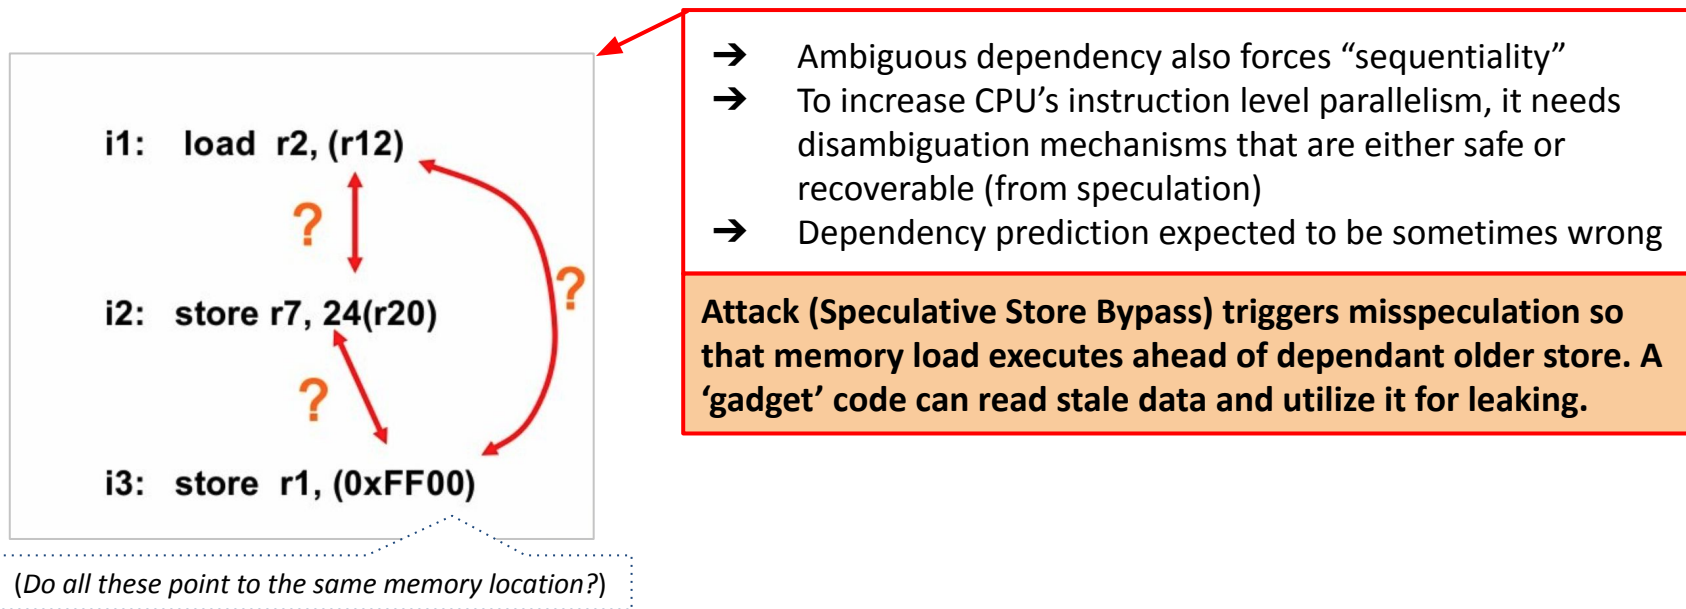 i1: load r2, (r12)
?
?
i2: store r7, 24(r20)
?
i3: store r1, (0xFF00)
(Do all these point to the same memory location?)
➔ Ambiguous dependency also forces “sequentiality”
➔ To increase CPU’s instruction level parallelism, it needs
disambiguation mechanisms that are either safe or
recoverable (from speculation)
➔ Dependency prediction expected to be sometimes wrong
Attack (Speculative Store Bypass) triggers misspeculation so
that memory load executes ahead of dependant older store. A
‘gadget’ code can read stale data and utilize it for leaking.